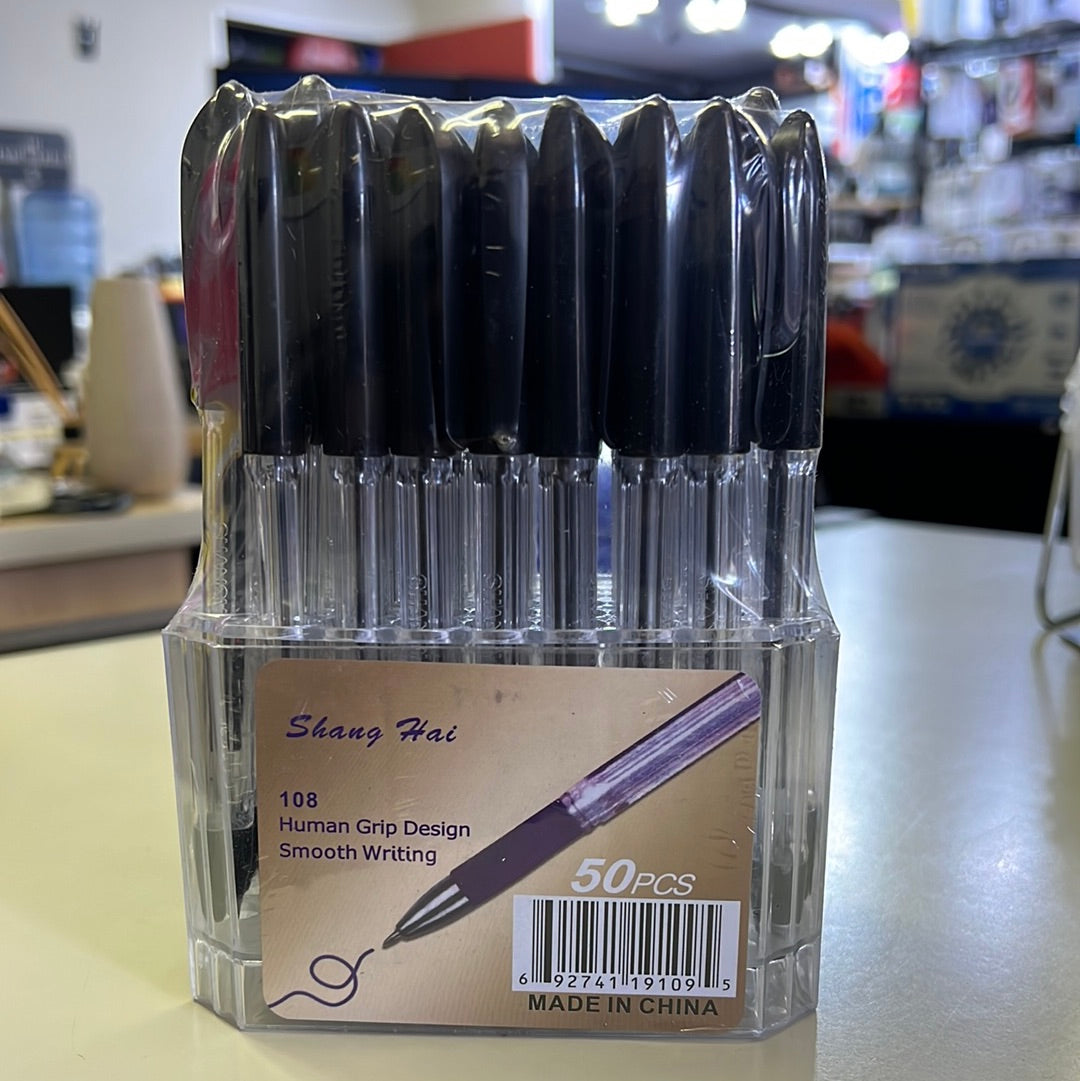 Shang Hai
108
Human Grip Design
Smooth Writing
50PCS
6 92741 19109 5
MADE IN CHINA